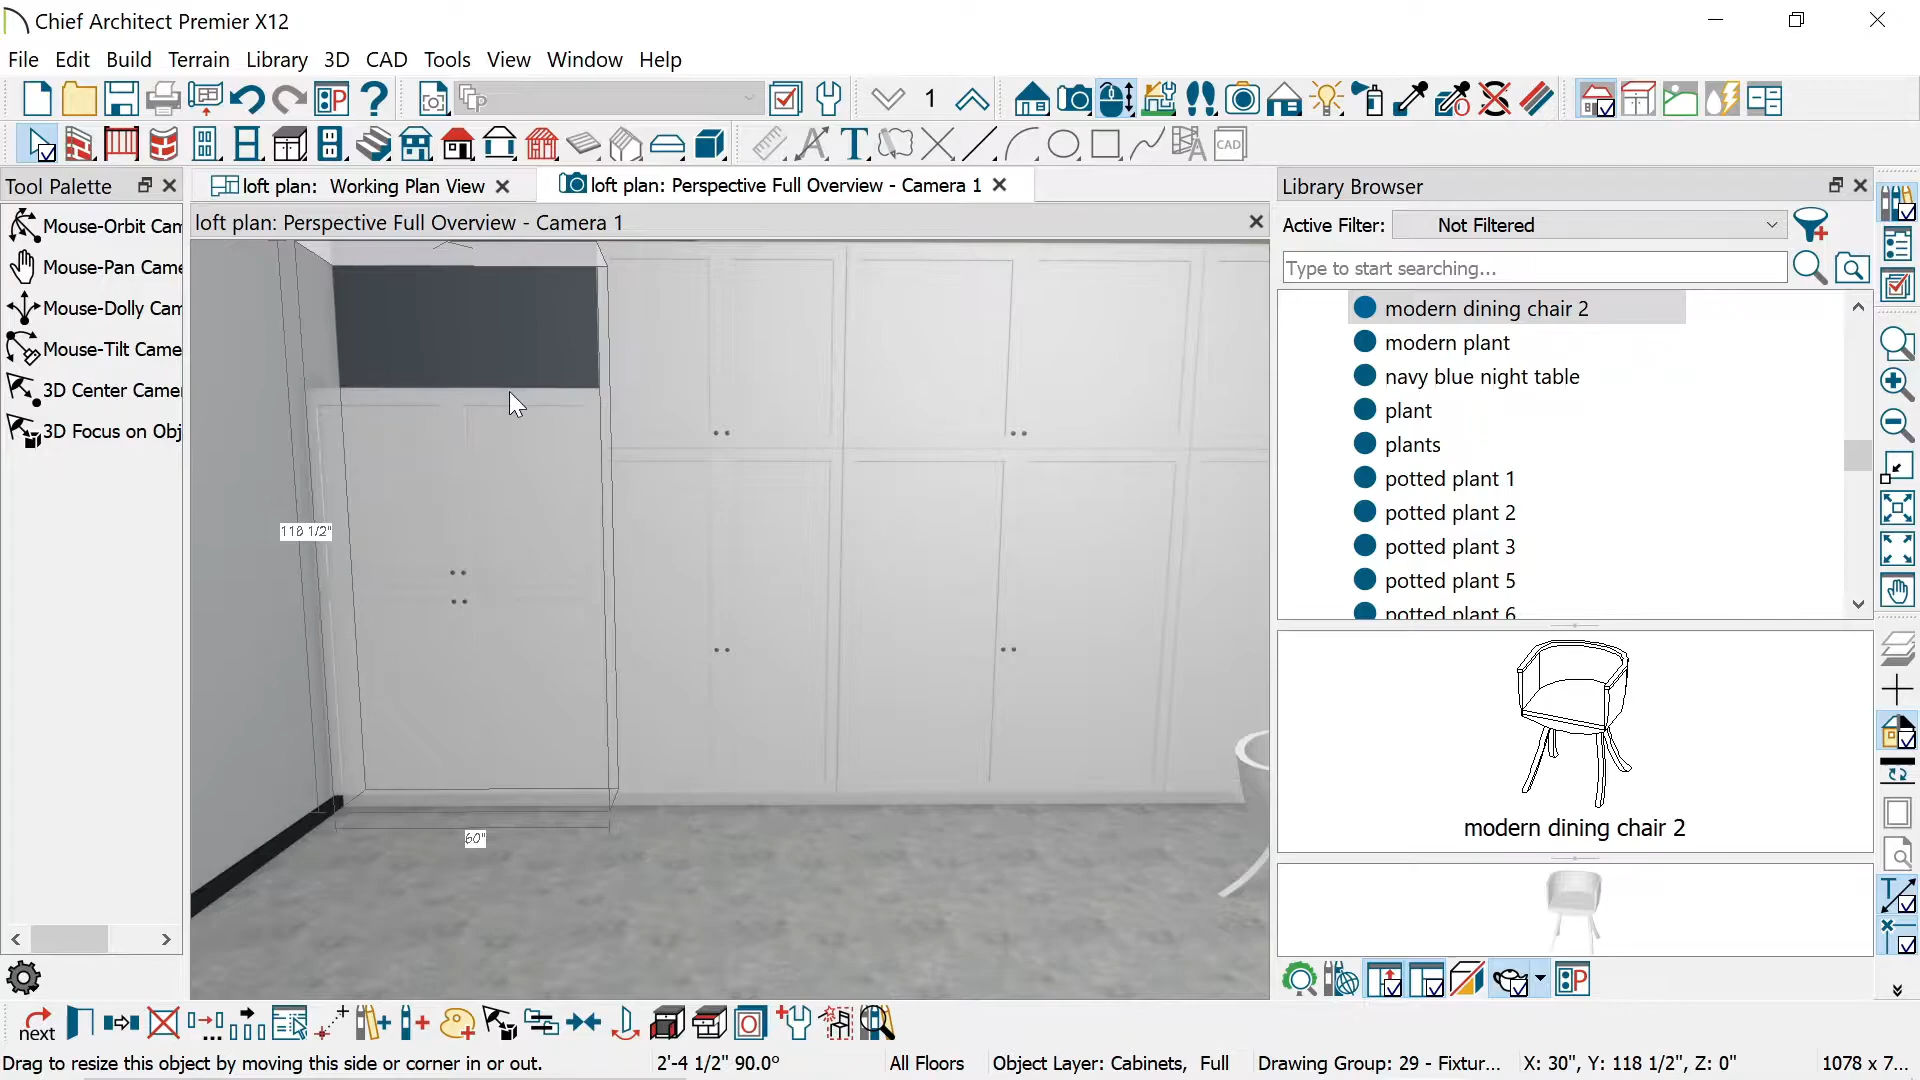 Chief Architect Premier X12
File Edit Build Terrain Library 3D CAD Tools View Window Help
1
CAD
Tool Palette
loft plan: Working Plan View
loft plan: Perspective Full Overview - Camera 1
Library Browser
loft plan: Perspective Full Overview - Camera 1
Active Filter: Not Filtered
Type to start searching...
Mouse-Orbit Cam
Mouse-Pan Came
Mouse-Dolly Cam
Mouse-Tilt Came
3D Center Came
3D Focus on Obj
modern dining chair 2
modern plant
navy blue night table
plant
plants
potted plant 1
potted plant 2
potted plant 3
potted plant 5
potted plant 6
118 1/2"
60"
modern dining chair 2
next
Drag to resize this object by moving this side or corner in or out.
2'-4 1/2" 90.0°
All Floors
Object Layer: Cabinets, Full
Drawing Group: 29 - Fixtur...
X: 30", Y: 118 1/2", Z: 0"
1078 x 7...